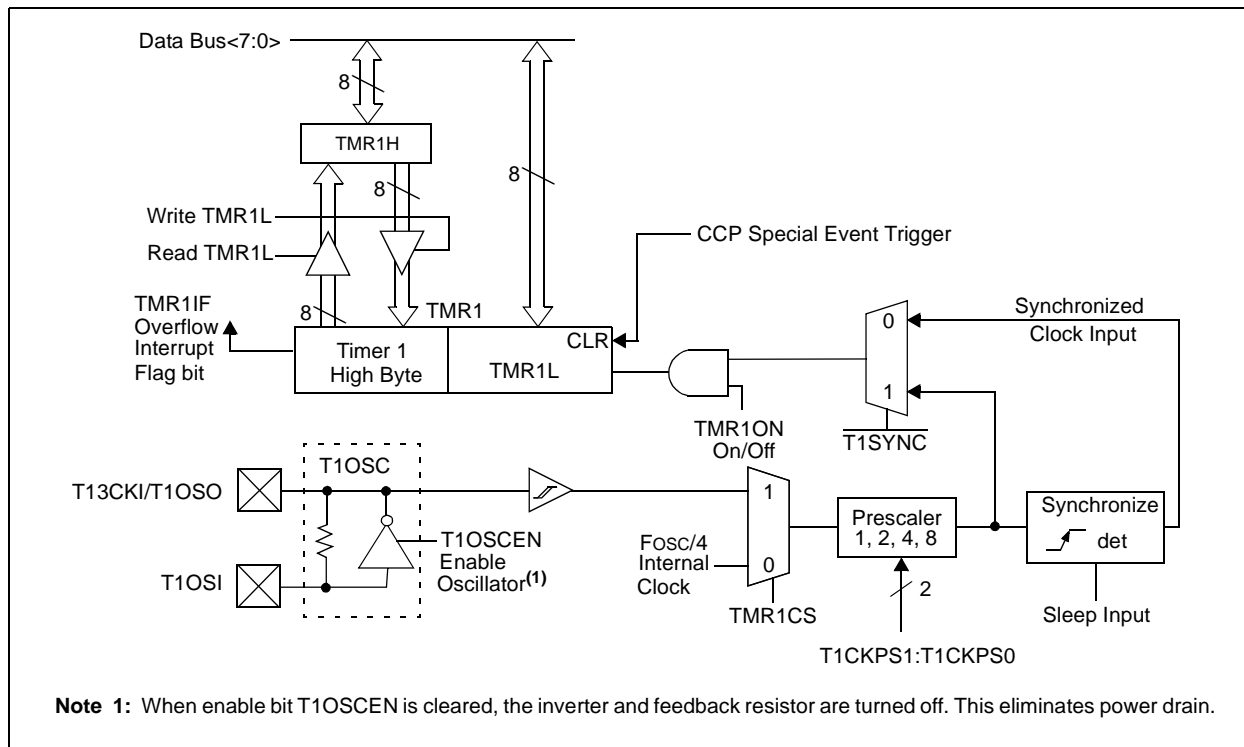 Data Bus<7:0>
8
TMR1H
8
8
Write TMR1L
CCP Special Event Trigger
Read TMR1L
TMR1IF
Overflow
Interrupt
Flag bit
8
TMR1
Timer 1
High Byte
TMR1L
CLR
0
1
Synchronized
Clock Input
TMR1ON
On/Off
T1SYNC
T1OSC
T13CKI/T1OSO
T1OSI
T1OSCEN
Enable
Oscillator(1)
FOSC/4
Internal
Clock
1
0
TMR1CS
Prescaler
1, 2, 4, 8
2
T1CKPS1:T1CKPS0
Synchronize
det
Sleep Input
Note 1: When enable bit T1OSCEN is cleared, the inverter and feedback resistor are turned off. This eliminates power drain.